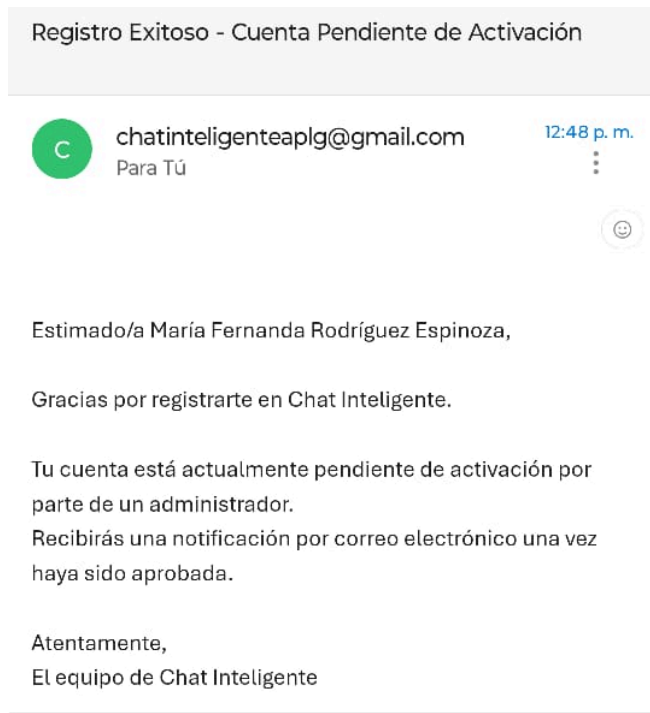 Registro Exitoso - Cuenta Pendiente de Activación
C
chatinteligenteaplg@gmail.com
12:48 p. m.
Para Tú
Estimado/a María Fernanda Rodríguez Espinoza,
Gracias por registrarte en Chat Inteligente.
Tu cuenta está actualmente pendiente de activación por
parte de un administrador.
Recibirás una notificación por correo electrónico una vez
haya sido aprobada.
Atentamente,
El equipo de Chat Inteligente